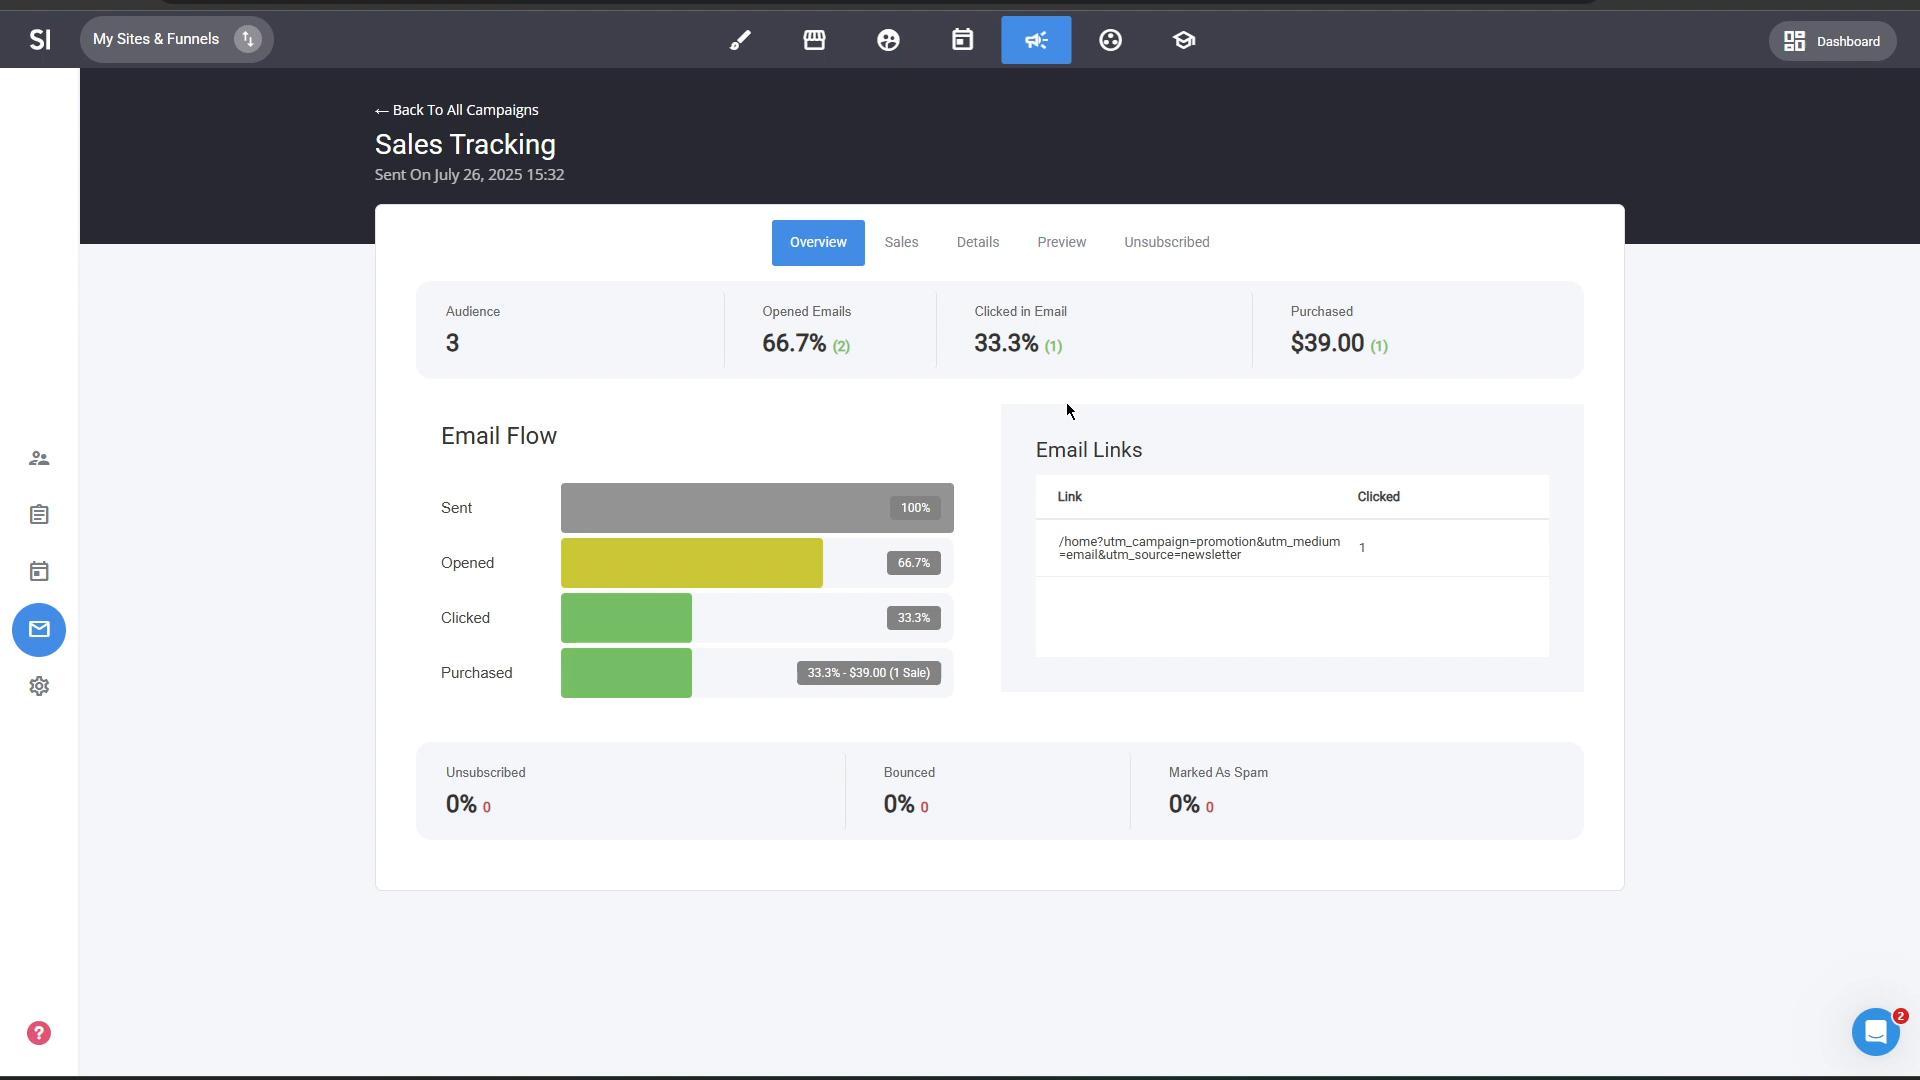 SI
My Sites & Funnels
Dashboard
← Back To All Campaigns
Sales Tracking
Sent On July 26, 2025 15:32
Overview Sales Details Preview Unsubscribed
Audience Opened Emails Clicked in Email Purchased
3 66.7% (2) 33.3% (1) $39.00 (1)
Email Flow
Sent 100%
Opened 66.7%
Clicked 33.3%
Purchased 33.3% - $39.00 (1 Sale)
Email Links
Link Clicked
/home?utm_campaign=promotion&utm_medium
=email&utm_source=newsletter
1
Unsubscribed Bounced Marked As Spam
0% 0 0% 0 0% 0
?
2